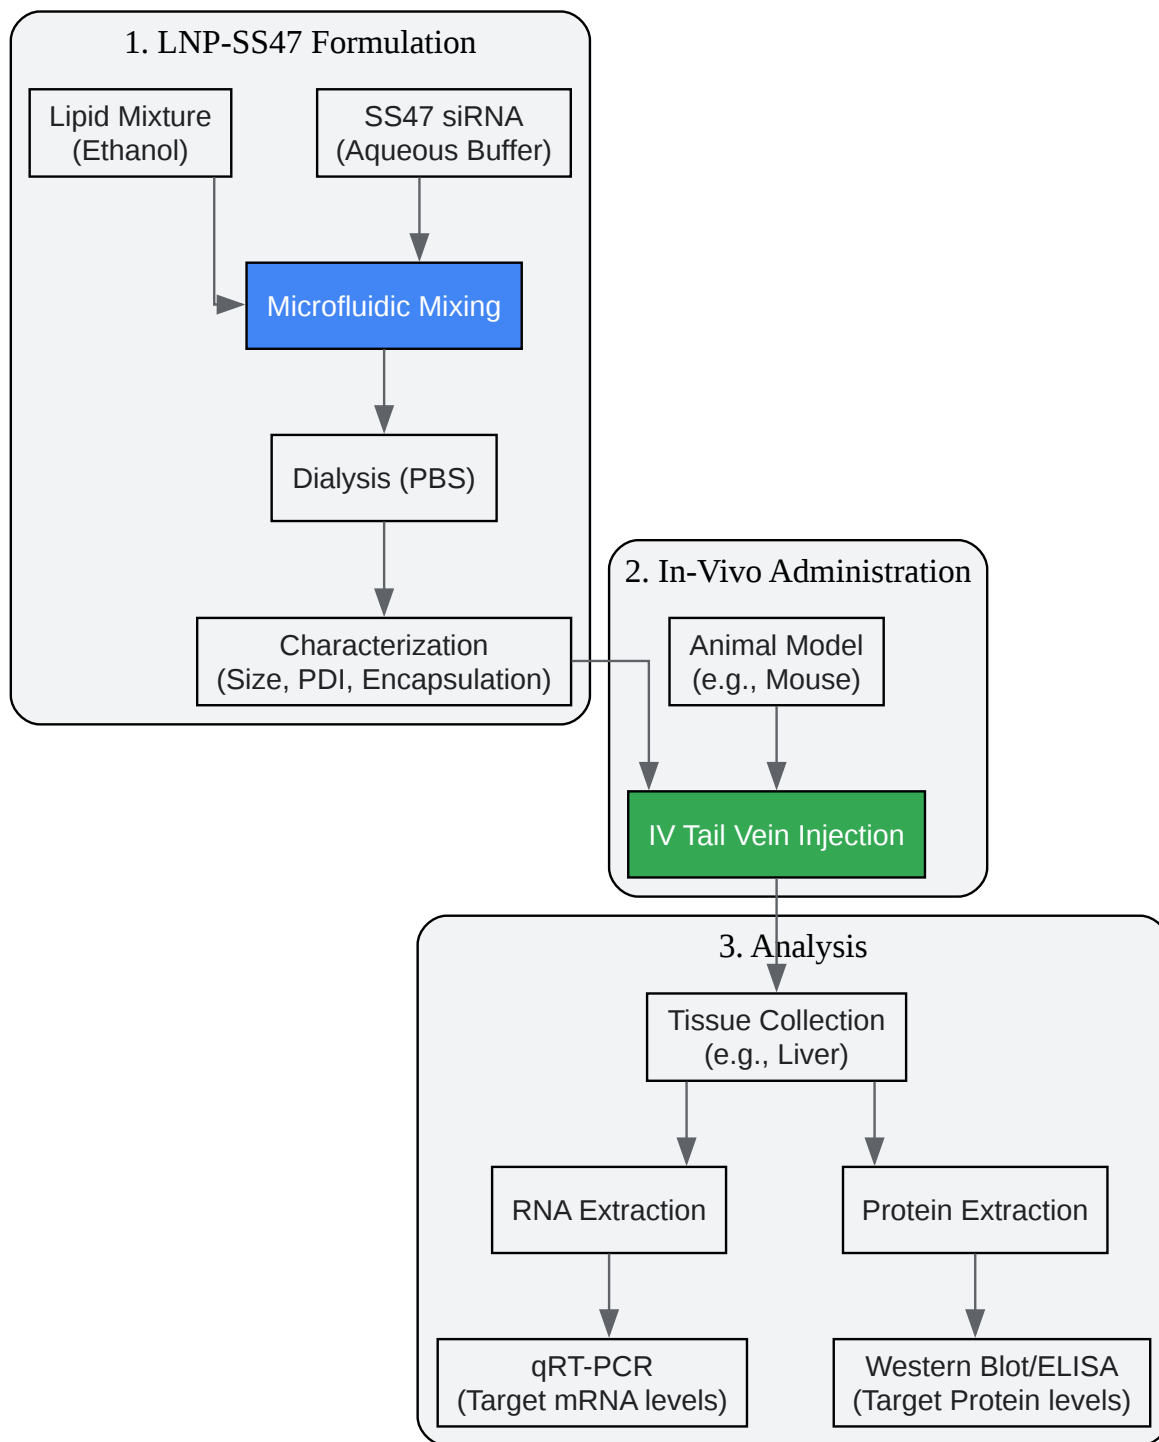 1. LNP-SS47 Formulation
Lipid Mixture
(Ethanol)
SS47 siRNA
(Aqueous Buffer)
Microfluidic Mixing
Dialysis (PBS)
Characterization
(Size, PDI, Encapsulation)
2. In-Vivo Administration
Animal Model
(e.g., Mouse)
IV Tail Vein Injection
3. Analysis
Tissue Collection
(e.g., Liver)
RNA Extraction
Protein Extraction
qRT-PCR
(Target mRNA levels)
Western Blot/ELISA
(Target Protein levels)